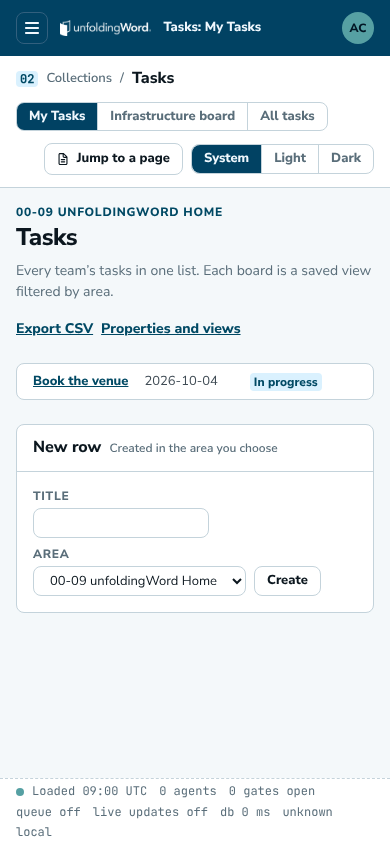 unfoldingWord. Tasks: My Tasks AC
02 Collections / Tasks
My Tasks Infrastructure board All tasks
Jump to a page System Light Dark
00-09 UNFOLDINGWORD HOME
Tasks
Every team's tasks in one list. Each board is a saved view
filtered by area.
Export CSV Properties and views
Book the venue 2026-10-04 In progress
New row Created in the area you choose
TITLE
AREA
00-09 unfoldingWord Home Create
Loaded 09:00 UTC 0 agents 0 gates open
queue off live updates off db 0 ms unknown
local